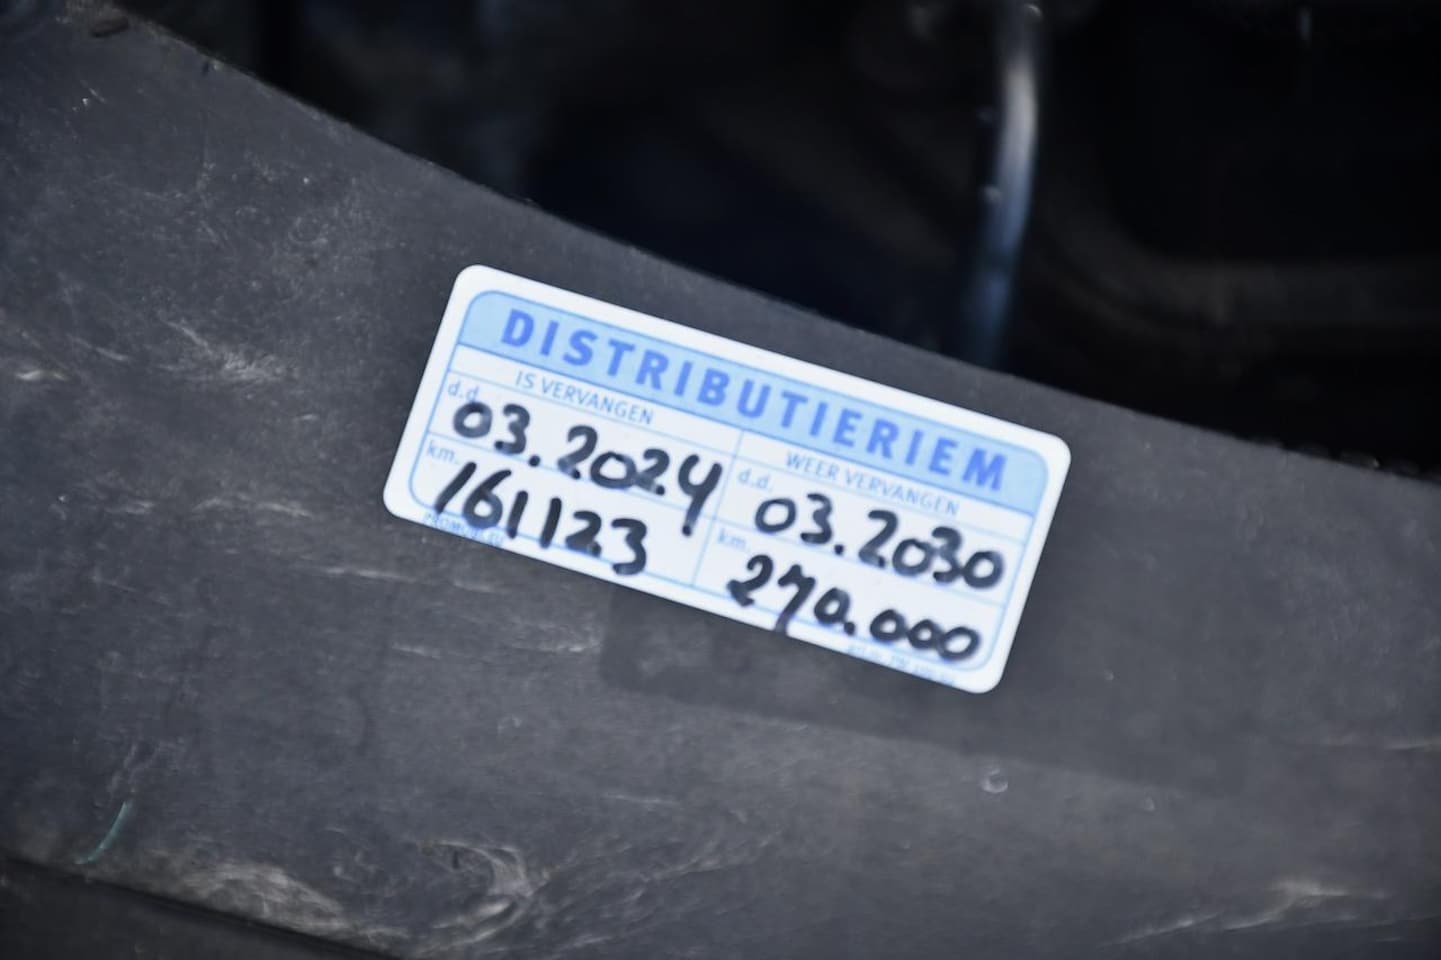 DISTRIBUTIERIEM
IS VERVANGEN
d.d. 03.2024
km. 161123
WEER VERVANGEN
d.d. 03.2030
km. 270.000